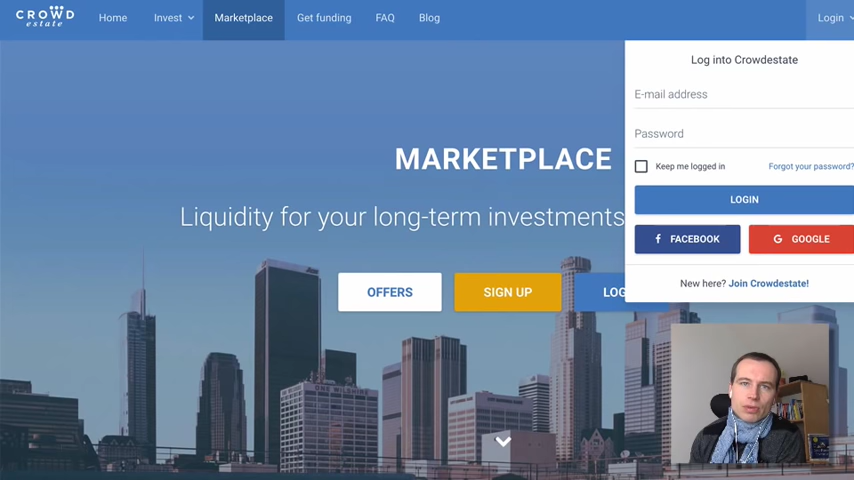 CROWD
estate
Home
Invest
Marketplace
Get funding
FAQ
Blog
Login
Log into Crowdestate
E-mail address
Password
Keep me logged in
Forgot your password?
LOGIN
FACEBOOK
G GOOGLE
New here? Join Crowdestate!
MARKETPLACE
Liquidity for your long-term investments
OFFERS
SIGN UP
LOG
ONE WILSHIRE